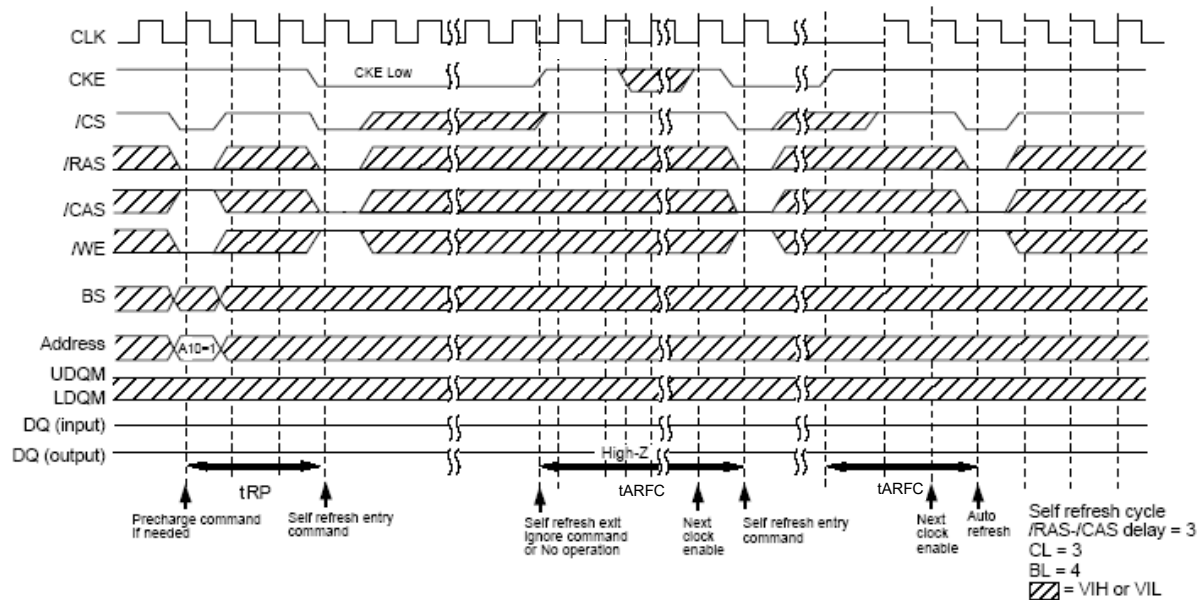 CLK
CKE
CKE Low
/CS
/RAS
/CAS
/WE
BS
Address
A10=1
UDQM
LDQM
DQ (input)
DQ (output)
High-Z
tRP
tARFC
tARFC
Precharge command
If needed
Self refresh entry
command
Self refresh exit
Ignore command
or No operation
Next
clock
enable
Self refresh entry
command
Next
clock
enable
Auto
refresh
Self refresh cycle
/RAS-/CAS delay = 3
CL = 3
BL = 4
= VIH or VIL